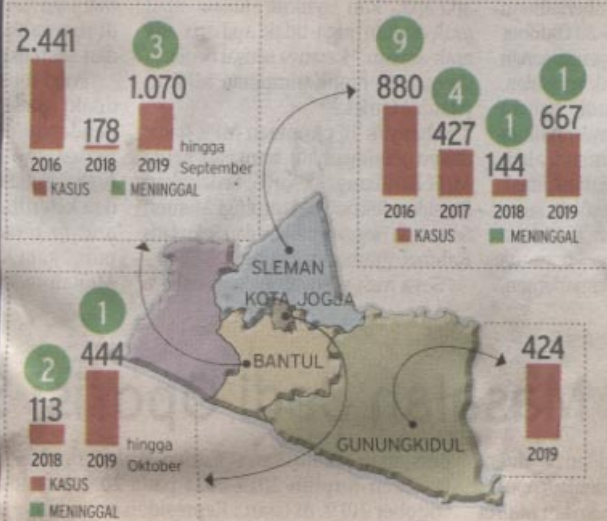 3
2.441
178
1.070
hingga
September
2016 2018 2019
KASUS MENINGGAL
9
880
4
427
1
144
1
667
2016 2017 2018 2019
KASUS MENINGGAL
SLEMAN
KOTA JOGJA
BANTUL
GUNUNGKIDUL
1
444
2
113
2018 2019
hingga
Oktober
KASUS
MENINGGAL
424
2019